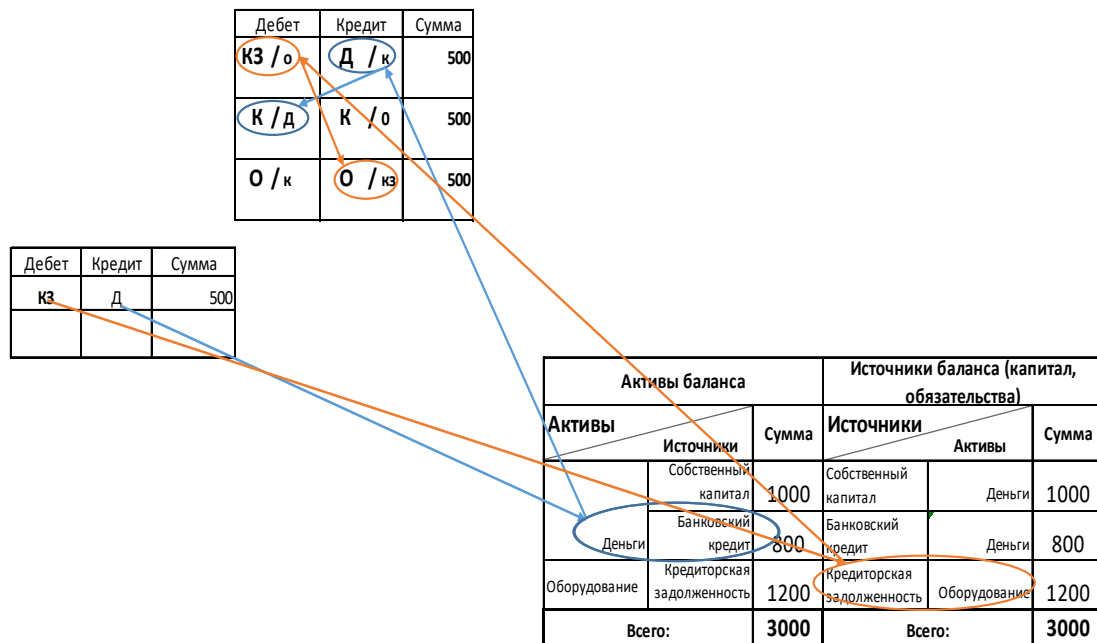 Дебет Кредит Сумма
КЗ / о Д / к 500
К / д К / о 500
О / к О / кз 500
Дебет Кредит Сумма
КЗ Д 500
Активы баланса Источники баланса (капитал,
обязательства)
Активы
Источники
Сумма
Источники
Активы
Сумма
Собственный
капитал
1000
Собственный
капитал
Деньги
1000
Деньги
Банковский
кредит
800
Банковский
кредит
Деньги
800
Оборудование
Кредиторская
задолженность
1200
Кредиторская
задолженность
Оборудование
1200
Всего: 3000 Всего: 3000